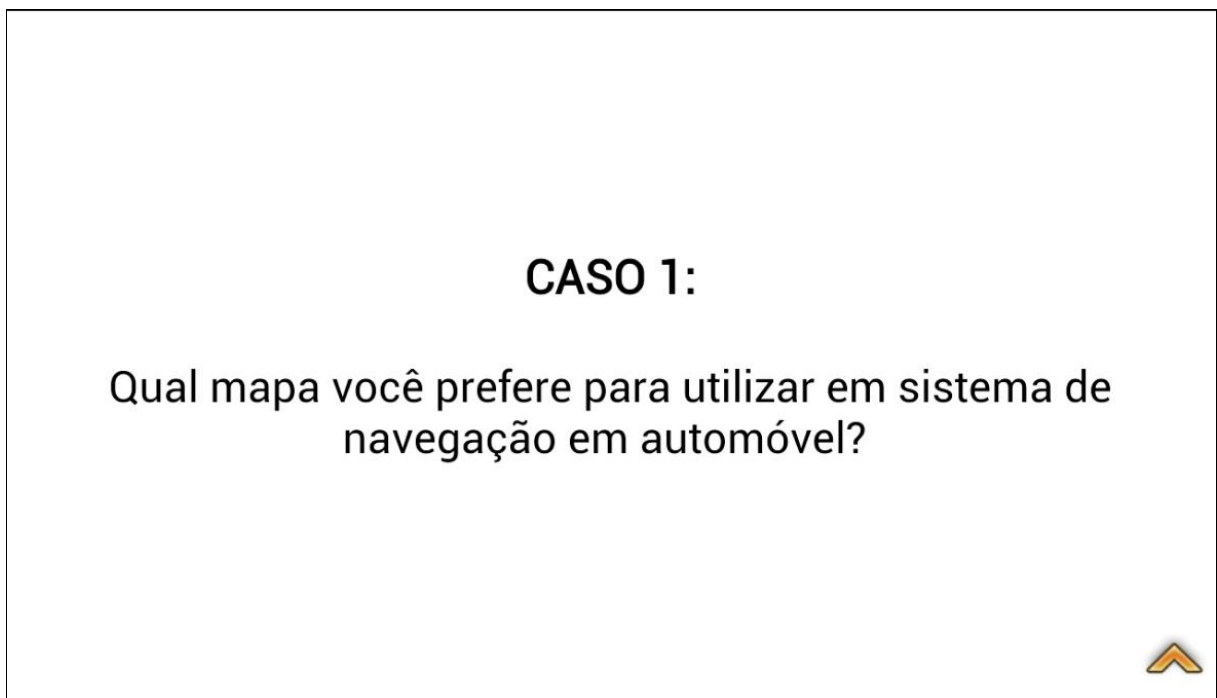 CASO 1:
Qual mapa você prefere para utilizar em sistema de
navegação em automóvel?